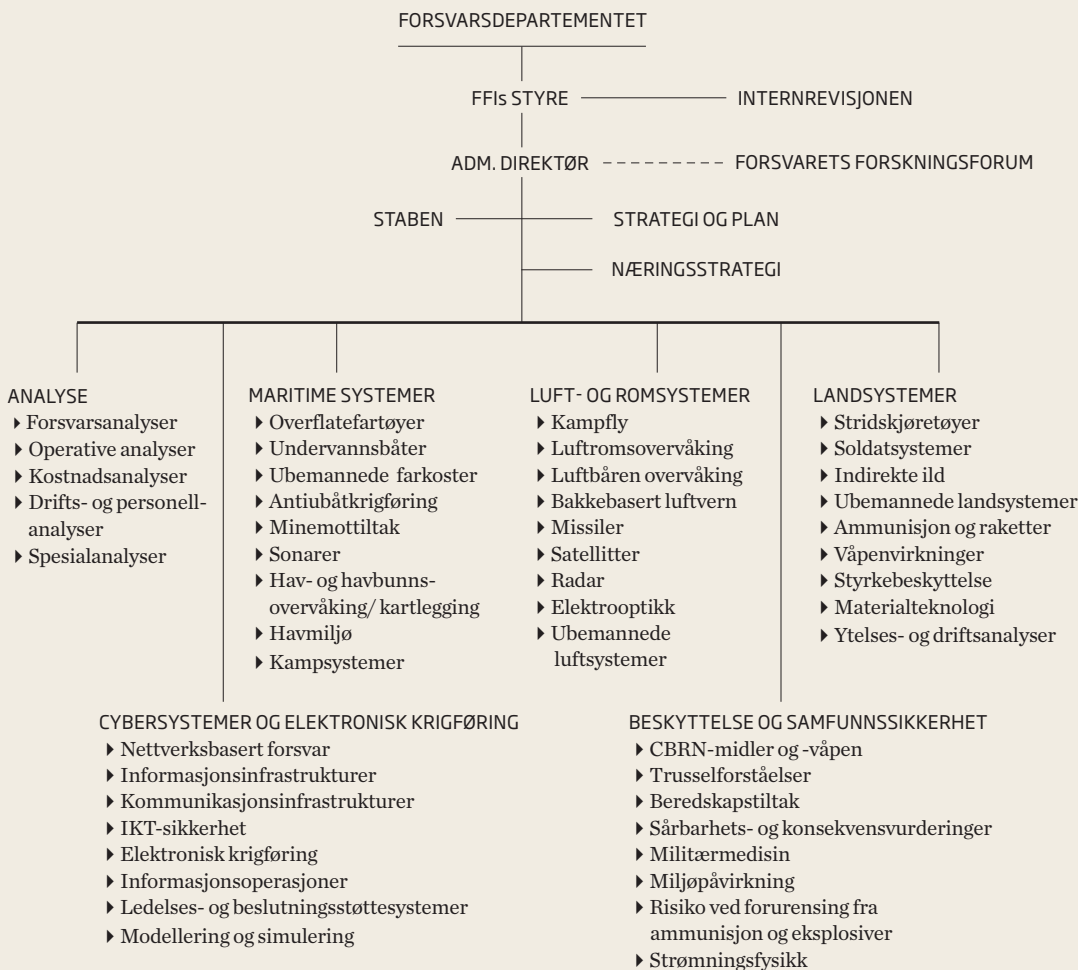 FORSVARSDEPARTEMENTET
FFIs STYRE
INTERNREVISJONEN
ADM. DIREKTØR
FORSVARETS FORSKNINGSFORUM
STABEN
STRATEGI OG PLAN
NÆRINGSSTRATEGI
ANALYSE
Forsvarsanalyser
Operative analyser
Kostnadsanalyser
Drifts- og personell-
analyser
Spesialanalyser
MARITIME SYSTEMER
Overflatefartøyer
Undervannsbåter
Ubemannede farkoster
Antiubåtkrigføring
Minemottiltak
Sonarer
Hav- og havbunns-
overvåking/ kartlegging
Havmiljø
Kampsystemer
LUFT- OG ROMSYSTEMER
Kampfly
Luftromsovervåking
Luftbåren overvåking
Bakkebasert luftvern
Missiler
Satellitter
Radar
Elektrooptikk
Ubemannede
luftsystemer
LANDSYSTEMER
Stridskjøretøyer
Soldatsystemer
Indirekte ild
Ubemannede landsystemer
Ammunisjon og raketter
Våpenvirkninger
Styrkebeskyttelse
Materialteknologi
Ytelses- og driftsanalyser
CYBERSYSTEMER OG ELEKTRONISK KRIGFØRING
Nettverksbasert forsvar
Informasjonsinfrastrukturer
Kommunikasjonsinfrastrukturer
IKT-sikkerhet
Elektronisk krigføring
Informasjonsoperasjoner
Ledelses- og beslutningsstøttesystemer
Modellering og simulering
BESKYTTELSE OG SAMFUNNSSIKKERHET
CBRN-midler og -våpen
Trusselforståelser
Beredskapstiltak
Sårbarhets- og konsekvensvurderinger
Militærmedisin
Miljøpåvirkning
Risiko ved forurensing fra
ammunisjon og eksplosiver
Strømningsfysikk